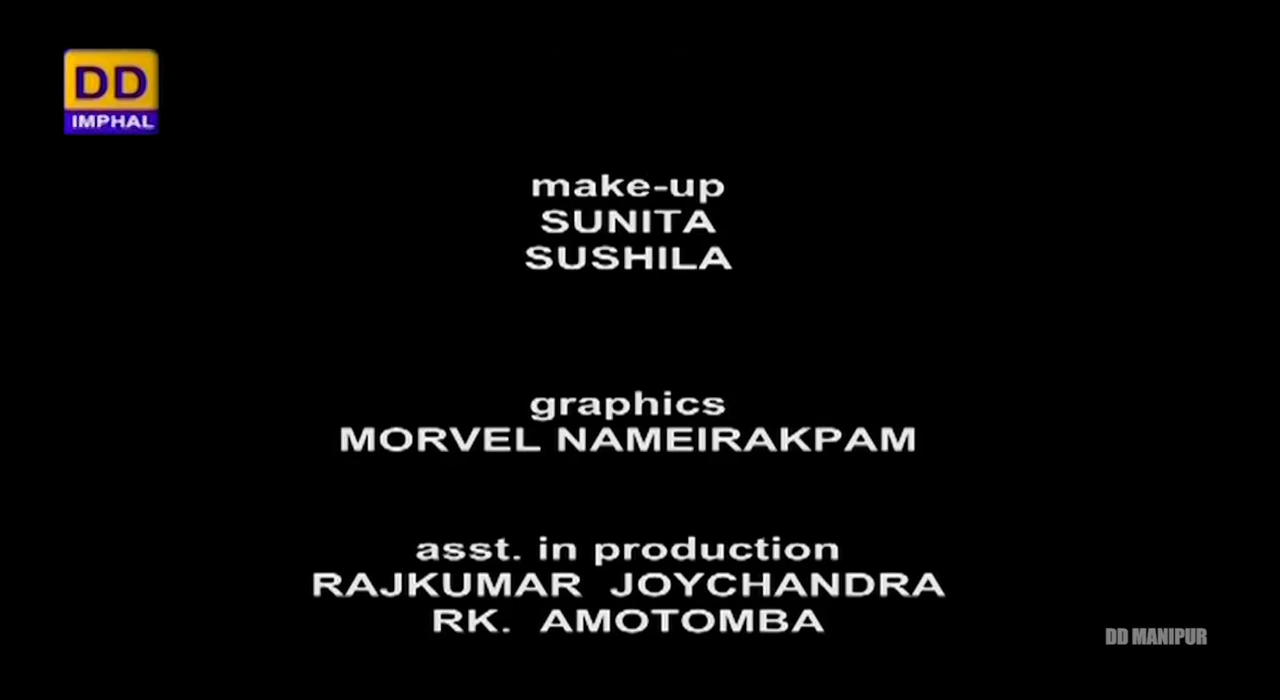 DD
IMPHAL
make-up
SUNITA
SUSHILA
graphics
MORVEL NAMEIRAKPAM
asst. in production
RAJKUMAR JOYCHANDRA
RK. AMOTOMBA
DD MANIPUR